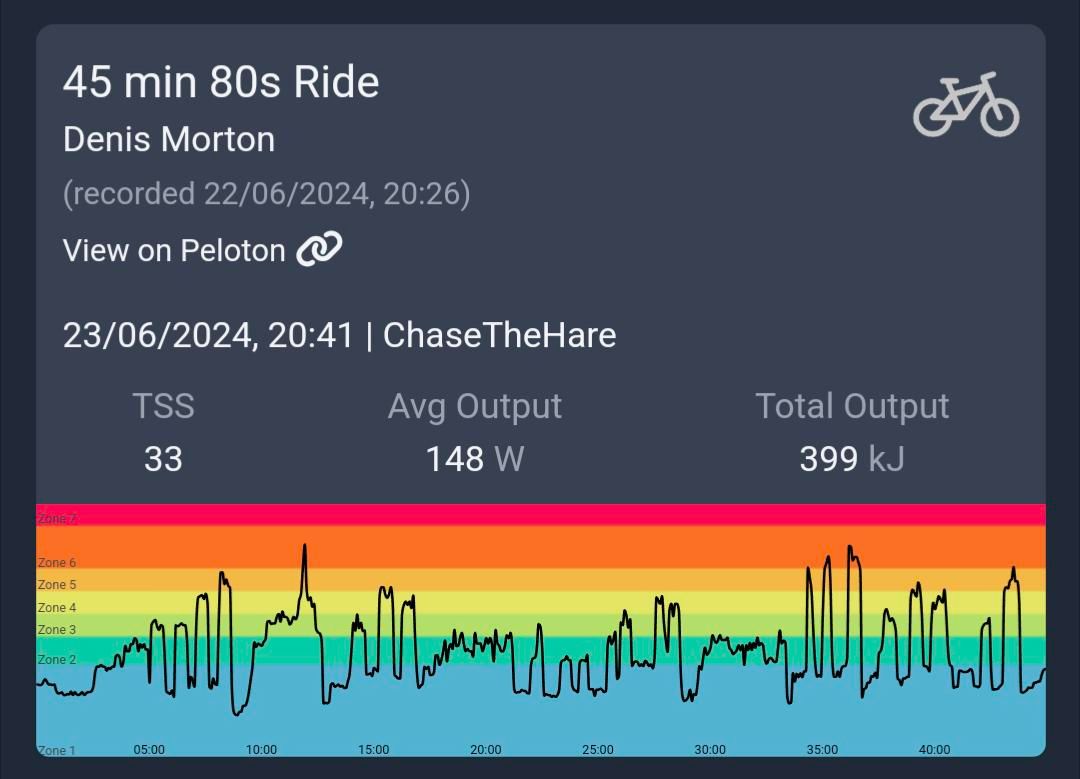 45 min 80s Ride
Denis Morton
(recorded 22/06/2024, 20:26)
View on Peloton
23/06/2024, 20:41 | ChaseTheHare
TSS Avg Output Total Output
33 148 W 399 kJ
Zone 7
Zone 6
Zone 5
Zone 4
Zone 3
Zone 2
Zone 1 05:00 10:00 15:00 20:00 25:00 30:00 35:00 40:00